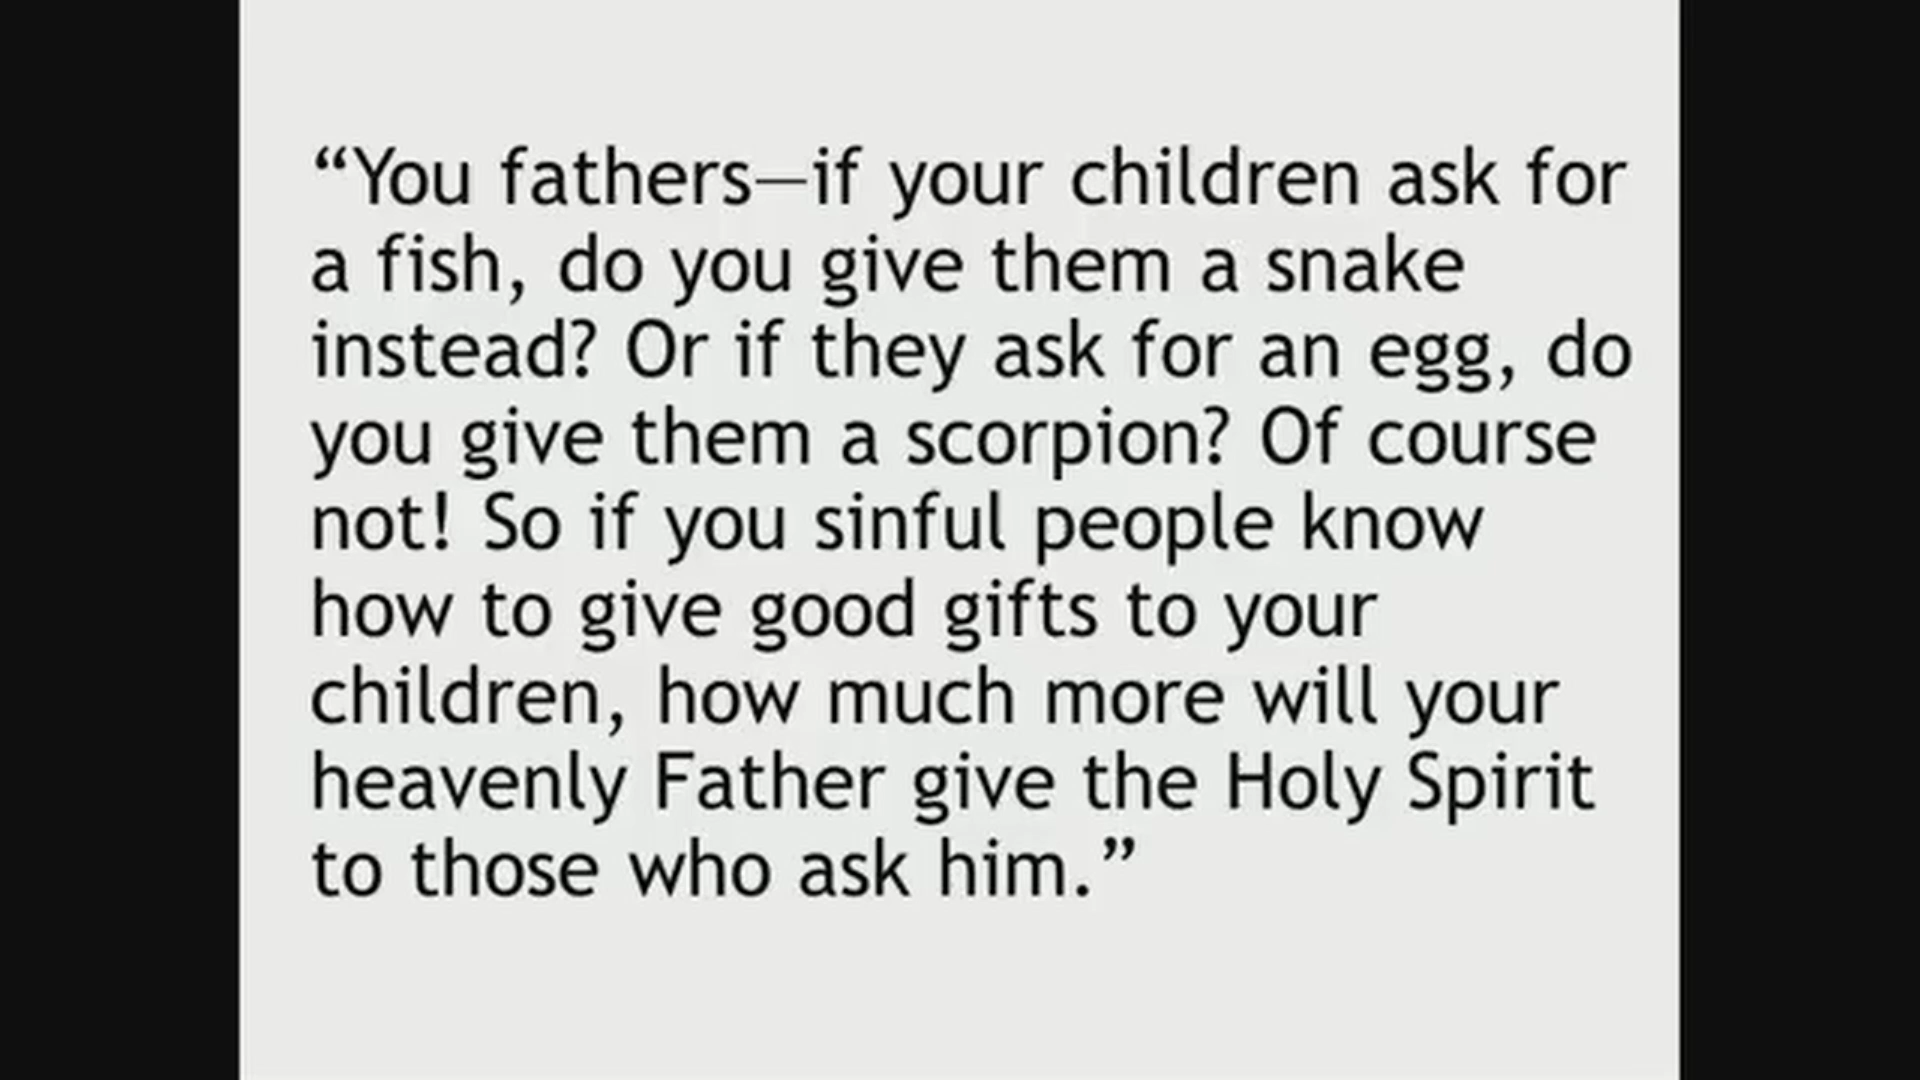 “You fathers—if your children ask for
a fish, do you give them a snake
instead? Or if they ask for an egg, do
you give them a scorpion? Of course
not! So if you sinful people know
how to give good gifts to your
children, how much more will your
heavenly Father give the Holy Spirit
to those who ask him.”